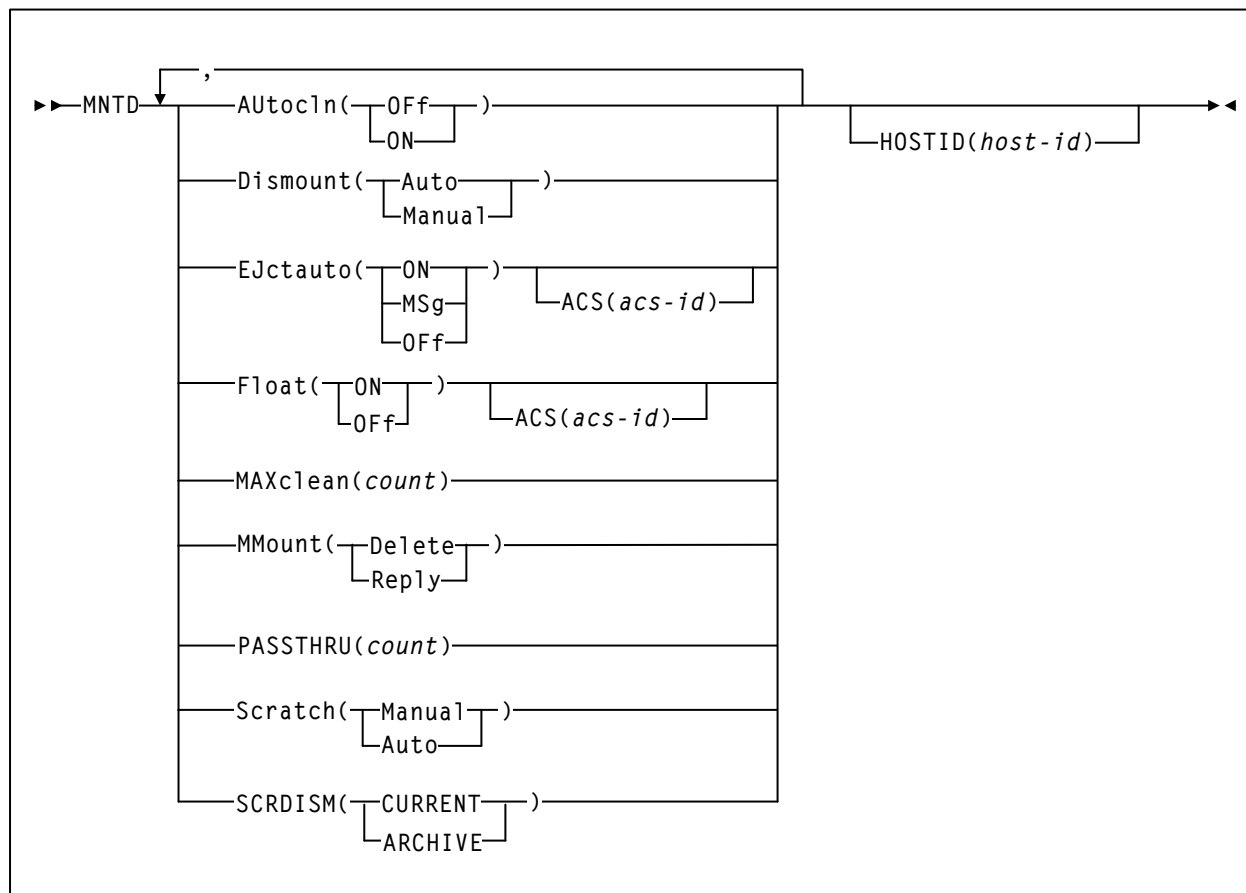 ,
MNTD AUtocln( OFf )
ON
HOSTID(host-id)
Dismount( Auto )
Manual
EJctauto( ON )
MSg
ACS(acs-id)
OFf
Float( ON )
OFf
ACS(acs-id)
MAXclean(count)
MMount( Delete )
Reply
PASSTHRU(count)
Scratch( Manual )
Auto
SCRDISM( CURRENT )
ARCHIVE